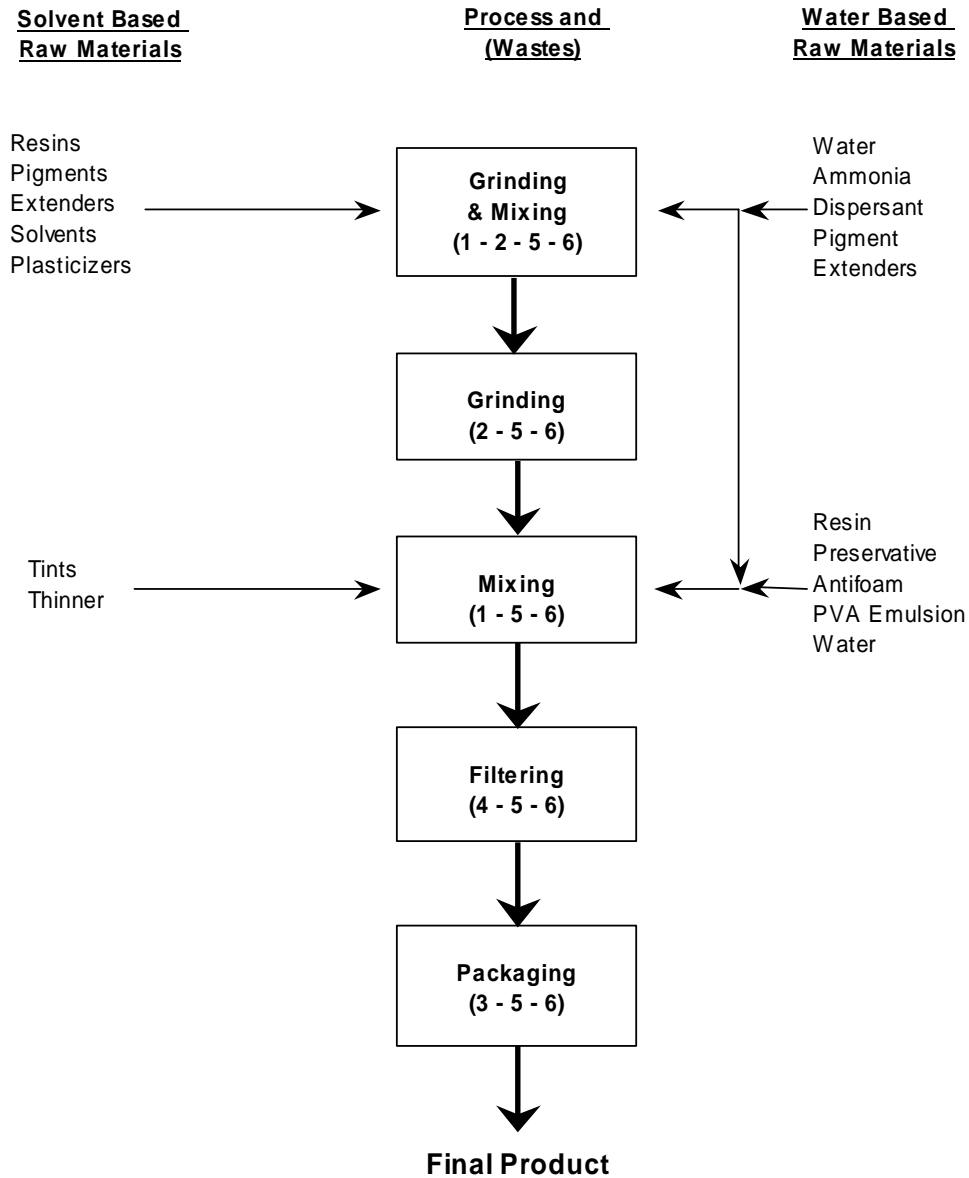 Solvent Based
Raw Materials
Process and
(Wastes)
Water Based
Raw Materials
Resins
Pigments
Extenders
Solvents
Plasticizers
Grinding
& Mixing
(1 - 2 - 5 - 6)
Water
Ammonia
Dispersant
Pigment
Extenders
Grinding
(2 - 5 - 6)
Tints
Thinner
Mixing
(1 - 5 - 6)
Resin
Preservative
Antifoam
PVA Emulsion
Water
Filtering
(4 - 5 - 6)
Packaging
(3 - 5 - 6)
Final Product